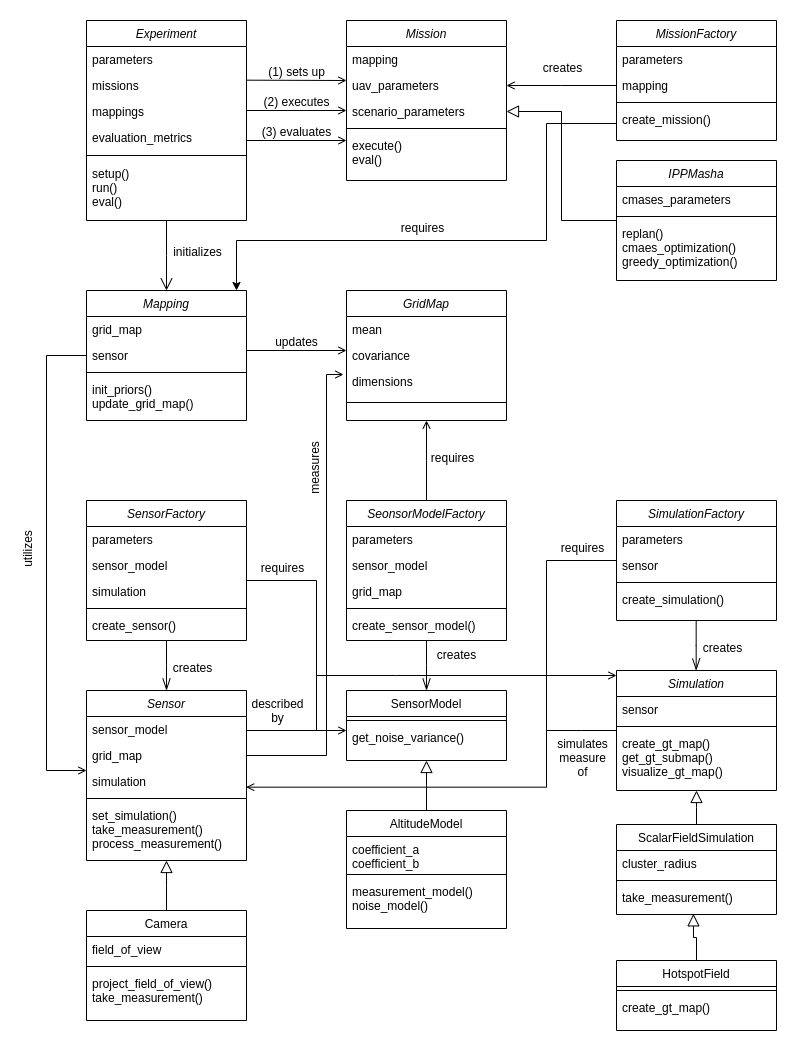 Experiment
parameters
missions
mappings
evaluation_metrics
setup()
run()
eval()
(1) sets up
(2) executes
(3) evaluates
Mission
mapping
uav_parameters
scenario_parameters
execute()
eval()
creates
MissionFactory
parameters
mapping
create_mission()
IPPMasha
cmases_parameters
replan()
cmaes_optimization()
greedy_optimization()
initializes
requires
Mapping
grid_map
sensor
init_priors()
update_grid_map()
updates
GridMap
mean
covariance
dimensions
measures
requires
utilizes
SensorFactory
parameters
sensor_model
simulation
create_sensor()
requires
SeonsorModelFactory
parameters
sensor_model
grid_map
create_sensor_model()
requires
SimulationFactory
parameters
sensor
create_simulation()
creates
creates
creates
Sensor
sensor_model
grid_map
simulation
set_simulation()
take_measurement()
process_measurement()
described
by
SensorModel
get_noise_variance()
simulates
measure
of
Simulation
sensor
create_gt_map()
get_gt_submap()
visualize_gt_map()
AltitudeModel
coefficient_a
coefficient_b
measurement_model()
noise_model()
ScalarFieldSimulation
cluster_radius
take_measurement()
Camera
field_of_view
project_field_of_view()
take_measurement()
HotspotField
create_gt_map()